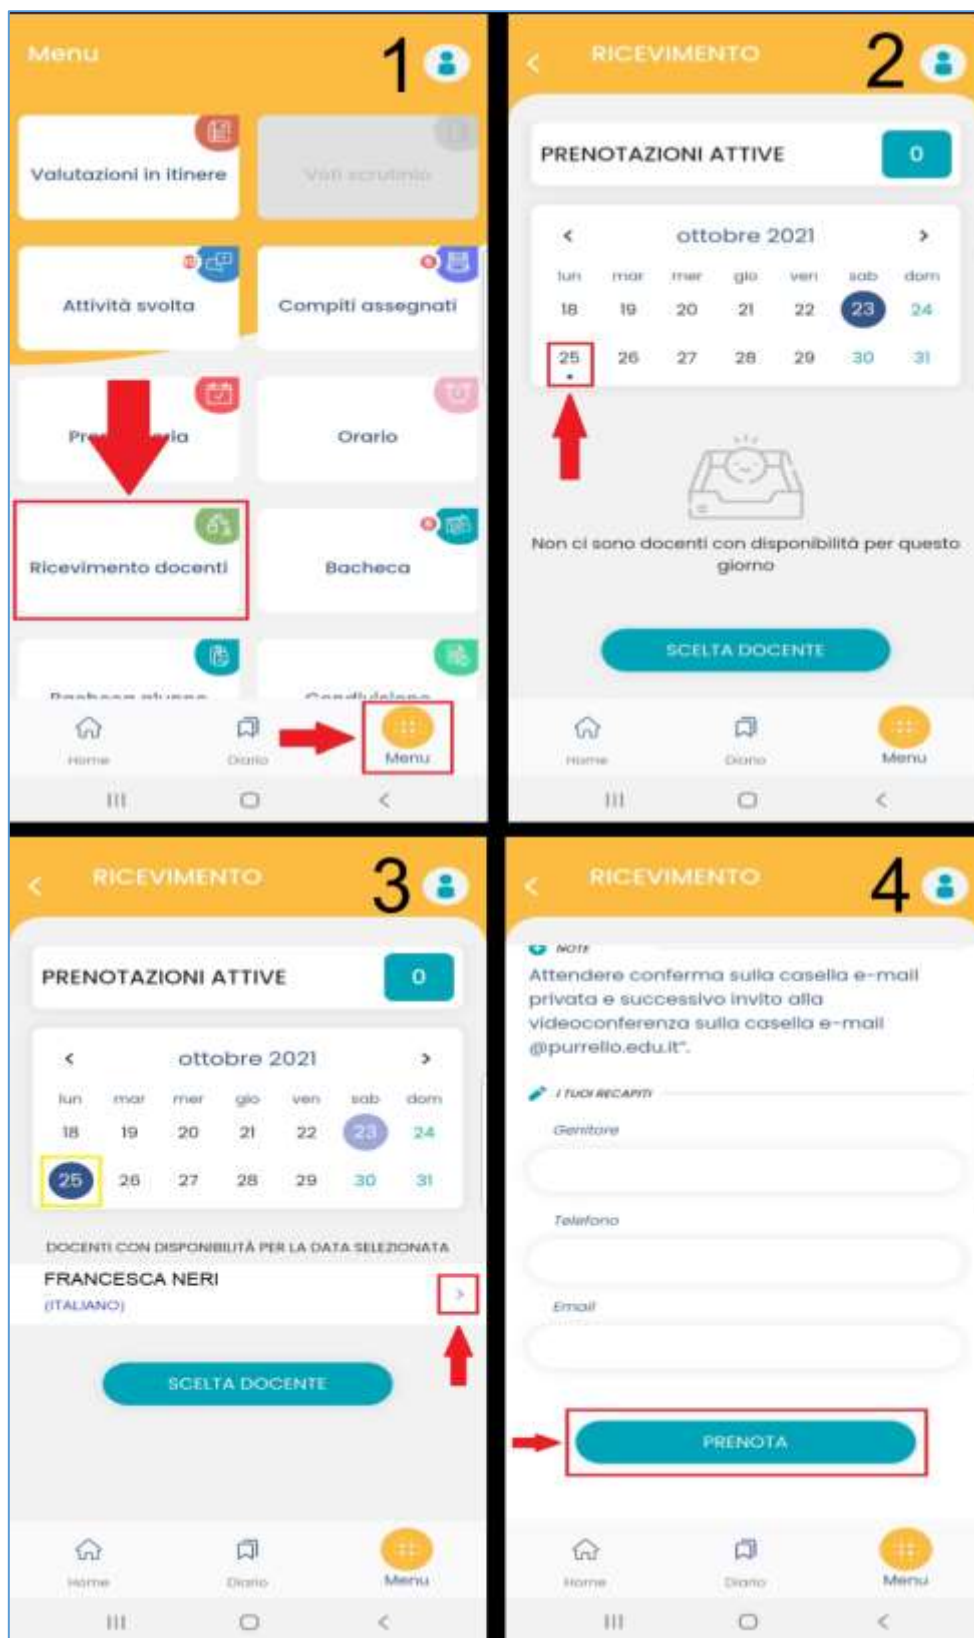 Menu
1
Valutazioni in itinere
Voti scrutinio
Attività svolta
Compiti assegnati
Orario
Ricevimento docenti
Bacheca
Home
Diario
Menu
RICEVIMENTO
2
PRENOTAZIONI ATTIVE
0
< ottobre 2021 >
lun mar mer gio ven sab dom
18 19 20 21 22 23 24
25 26 27 28 29 30 31
Non ci sono docenti con disponibilità per questo
giorno
SCELTA DOCENTE
Home
Diario
Menu
RICEVIMENTO
3
PRENOTAZIONI ATTIVE
0
< ottobre 2021 >
lun mar mer gio ven sab dom
18 19 20 21 22 23 24
25 26 27 28 29 30 31
DOCENTI CON DISPONIBILITÀ PER LA DATA SELEZIONATA
FRANCESCA NERI
(ITALIANO)
SCELTA DOCENTE
Home
Diario
Menu
RICEVIMENTO
4
NOTE
Attendere conferma sulla casella e-mail
privata e successivo invito alla
videoconferenza sulla casella e-mail
@purrello.edu.it".
I TUOI RECAPITI
Genitore
Telefono
Email
PRENOTA
Home
Diario
Menu